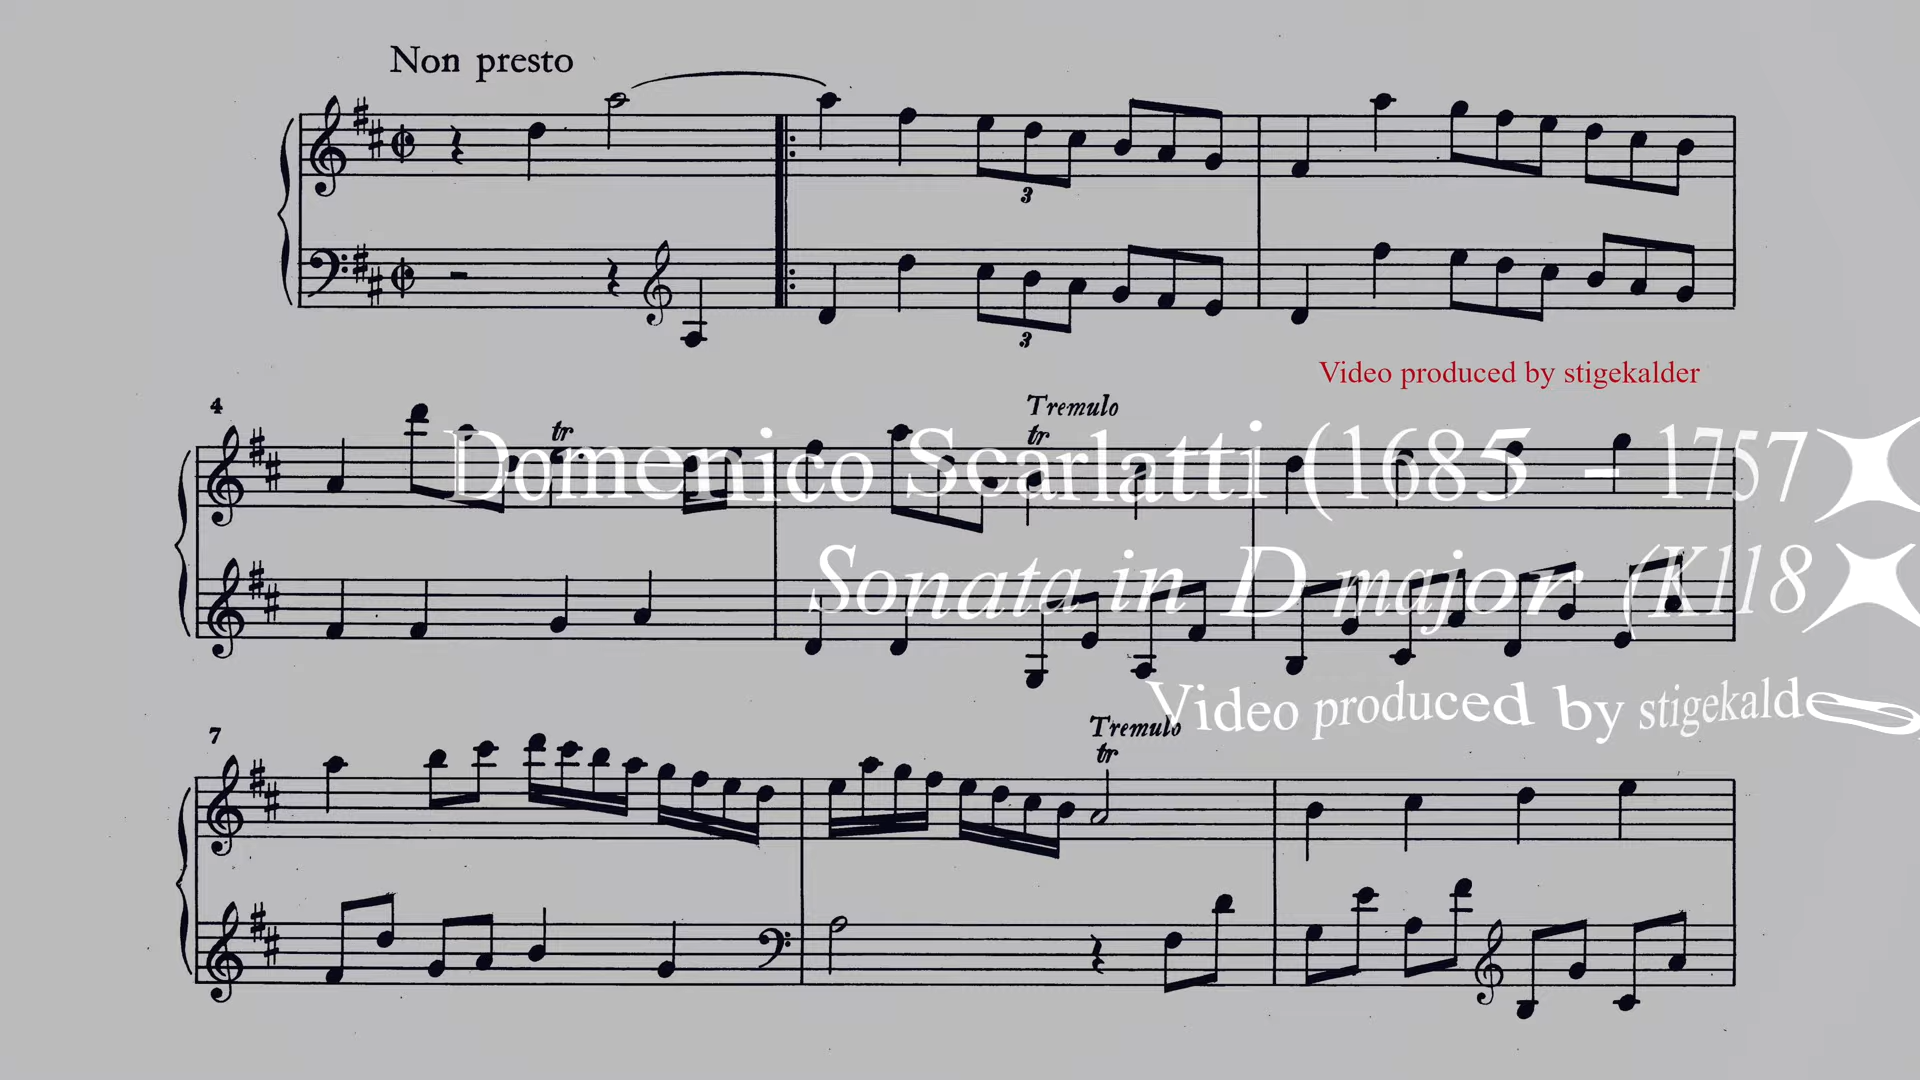 Non presto
3
3
Video produced by stigekalder
4
Tremulo
tr
tr
Domenico Scarlatti (1685 - 1757
Sonata in D major (K118
Video produced by stigekalde
7
Tremulo
tr